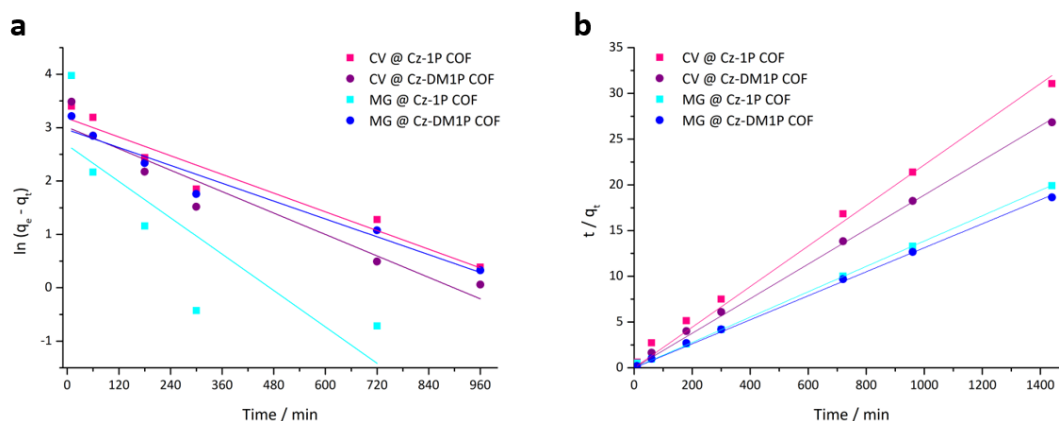 a
CV @ Cz-1P COF
CV @ Cz-DM1P COF
MG @ Cz-1P COF
MG @ Cz-DM1P COF
4
3
2
1
0
-1
ln (qe - qt)
0 120 240 360 480 600 720 840 960
Time / min
b
CV @ Cz-1P COF
CV @ Cz-DM1P COF
MG @ Cz-1P COF
MG @ Cz-DM1P COF
35
30
25
20
15
10
5
0
t / qt
0 200 400 600 800 1000 1200 1400
Time / min